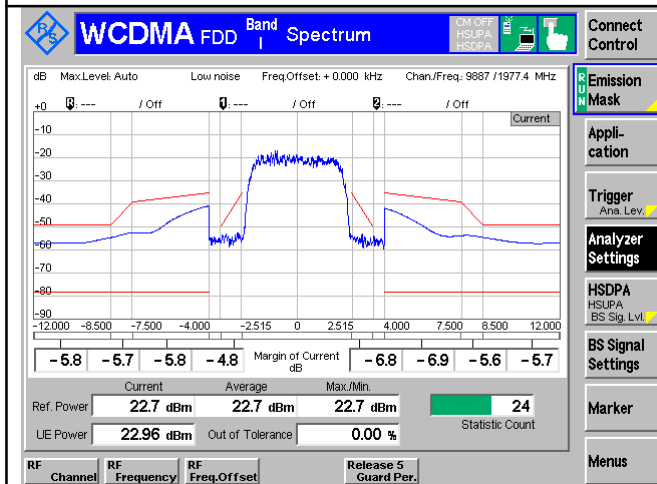 R&S WCDMA FDD Band I Spectrum CM OFF HSUPA HSDPA
Connect Control
dB Max.Level: Auto Low noise Freq.Offset: + 0.000 kHz Chan./Freq.: 9887 / 1977.4 MHz
RUN Emission Mask
+0 R: --- / Off 1: --- / Off 2: --- / Off
Current
-10
-20
-30
-40
-50
-60
-70
-80
-90
-12.000 -8.500 -7.500 -4.000 -2.515 0 2.515 4.000 7.500 8.500 12.000
-5.8 -5.7 -5.8 -4.8 Margin of Current dB -6.8 -6.9 -5.6 -5.7
Current Average Max./Min.
Ref. Power 22.7 dBm 22.7 dBm 22.7 dBm 24
Statistic Count
UE Power 22.96 dBm Out of Tolerance 0.00 %
Appli-
cation
Trigger
Ana. Lev.
Analyzer
Settings
HSDPA
HSUPA
BS Sig. Lvl.
BS Signal
Settings
Marker
Menus
RF Channel
RF Frequency
RF Freq.Offset
Release 5 Guard Per.